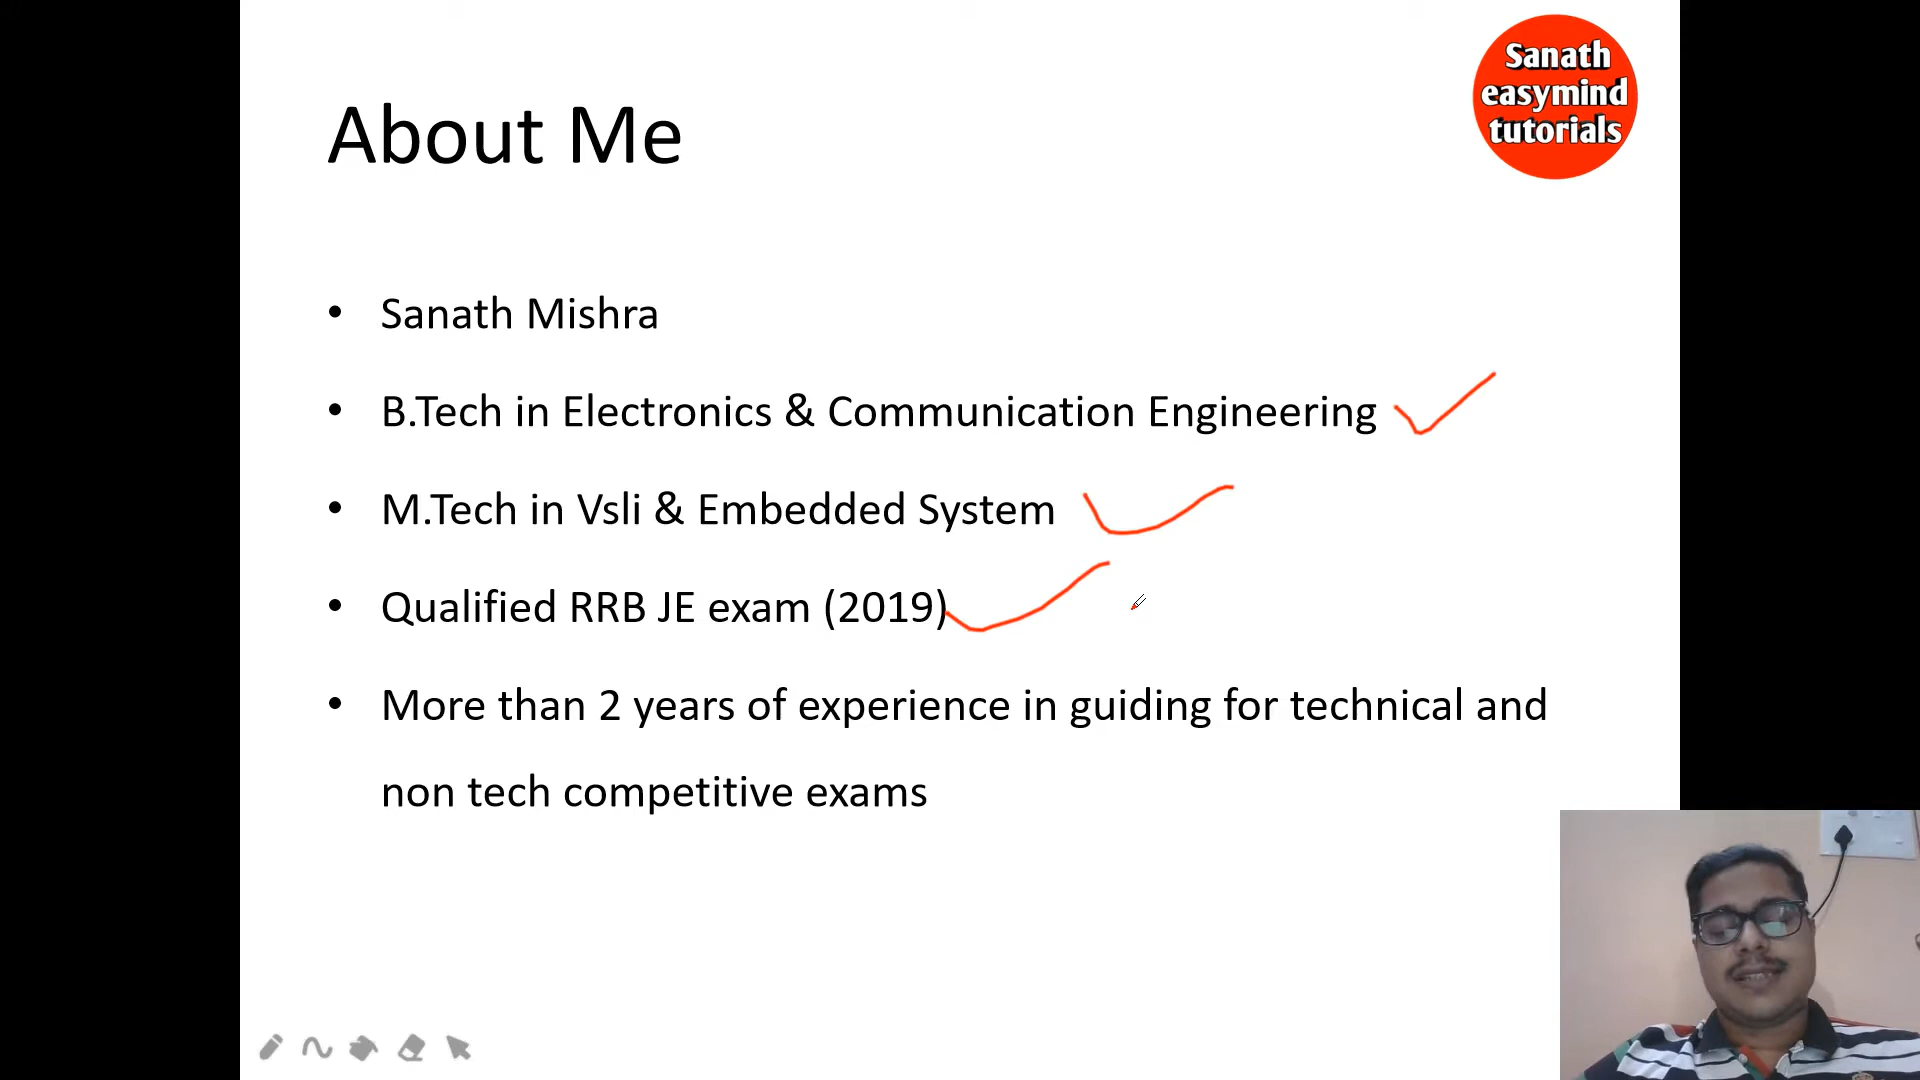 Sanath
easymind
tutorials
About Me
• Sanath Mishra
• B.Tech in Electronics & Communication Engineering
• M.Tech in Vsli & Embedded System
• Qualified RRB JE exam (2019)
• More than 2 years of experience in guiding for technical and
non tech competitive exams